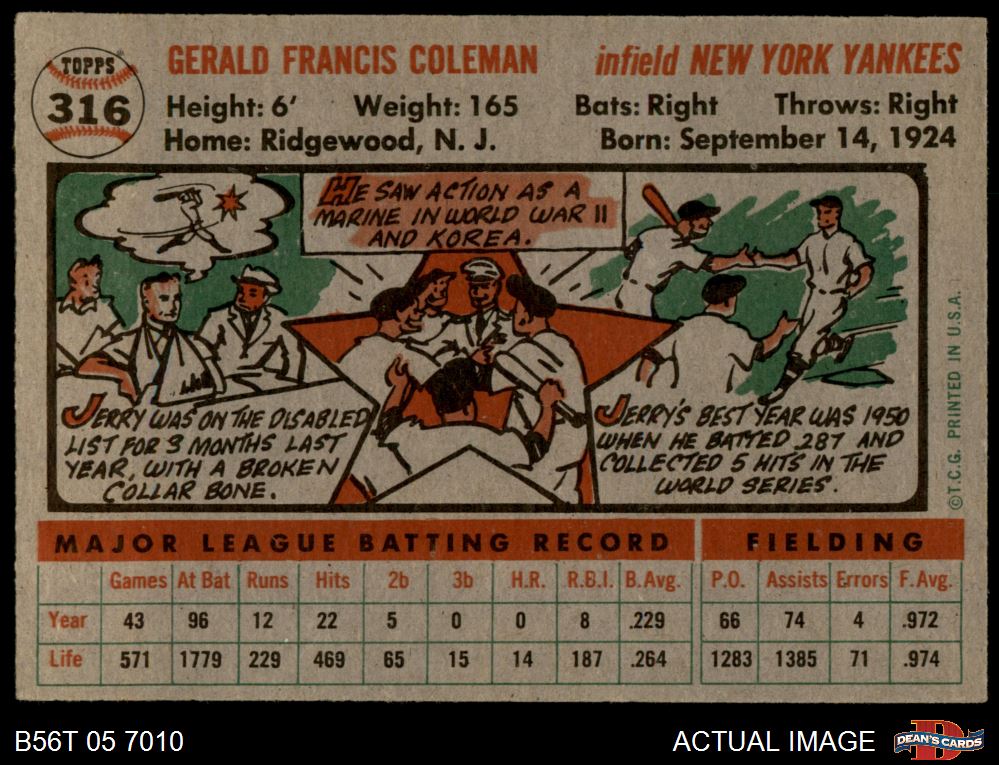 TOPPS
316
GERALD FRANCIS COLEMAN
infield NEW YORK YANKEES
Height: 6' Weight: 165 Bats: Right Throws: Right
Home: Ridgewood, N. J. Born: September 14, 1924
HE SAW ACTION AS A
MARINE IN WORLD WAR II
AND KOREA.
JERRY WAS ON THE DISABLED
LIST FOR 3 MONTHS LAST
YEAR, WITH A BROKEN
COLLAR BONE.
JERRY'S BEST YEAR WAS 1950
WHEN HE BATTED .287 AND
COLLECTED 5 HITS IN THE
WORLD SERIES.
©T.C.G. PRINTED IN U.S.A.
MAJOR LEAGUE BATTING RECORD FIELDING
Games At Bat Runs Hits 2b 3b H.R. R.B.I. B.Avg. P.O. Assists Errors F.Avg.
Year 43 96 12 22 5 0 0 8 .229 66 74 4 .972
Life 571 1779 229 469 65 15 14 187 .264 1283 1385 71 .974
B56T 05 7010
ACTUAL IMAGE
DEAN'S CARDS